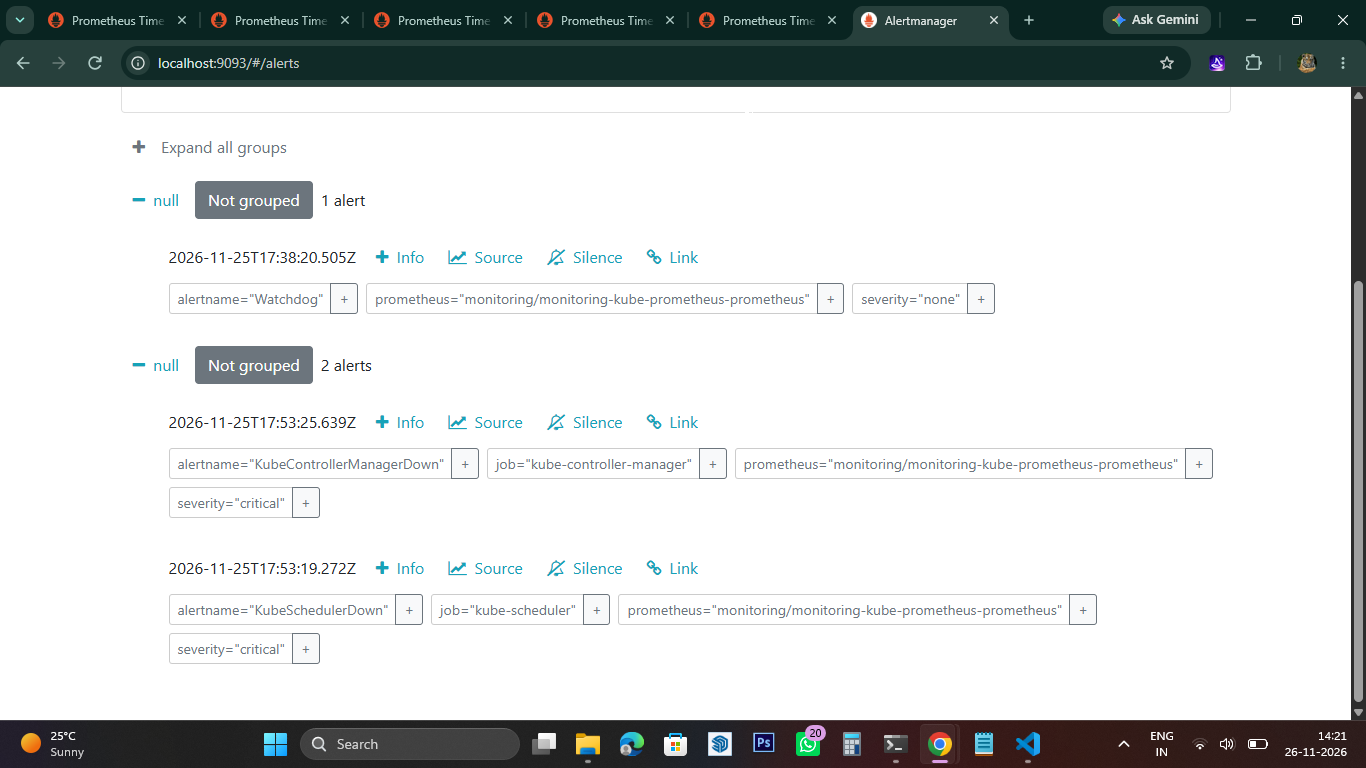 Prometheus Time
Prometheus Time
Prometheus Time
Prometheus Time
Prometheus Time
Alertmanager
Ask Gemini
localhost:9093/#/alerts
Expand all groups
null Not grouped 1 alert
2026-11-25T17:38:20.505Z + Info Source Silence Link
alertname="Watchdog" + prometheus="monitoring/monitoring-kube-prometheus-prometheus" + severity="none" +
null Not grouped 2 alerts
2026-11-25T17:53:25.639Z + Info Source Silence Link
alertname="KubeControllerManagerDown" + job="kube-controller-manager" + prometheus="monitoring/monitoring-kube-prometheus-prometheus" +
severity="critical" +
2026-11-25T17:53:19.272Z + Info Source Silence Link
alertname="KubeSchedulerDown" + job="kube-scheduler" + prometheus="monitoring/monitoring-kube-prometheus-prometheus" +
severity="critical" +
25°C
Sunny
Search
Ps
20
ENG
IN
14:21
26-11-2026